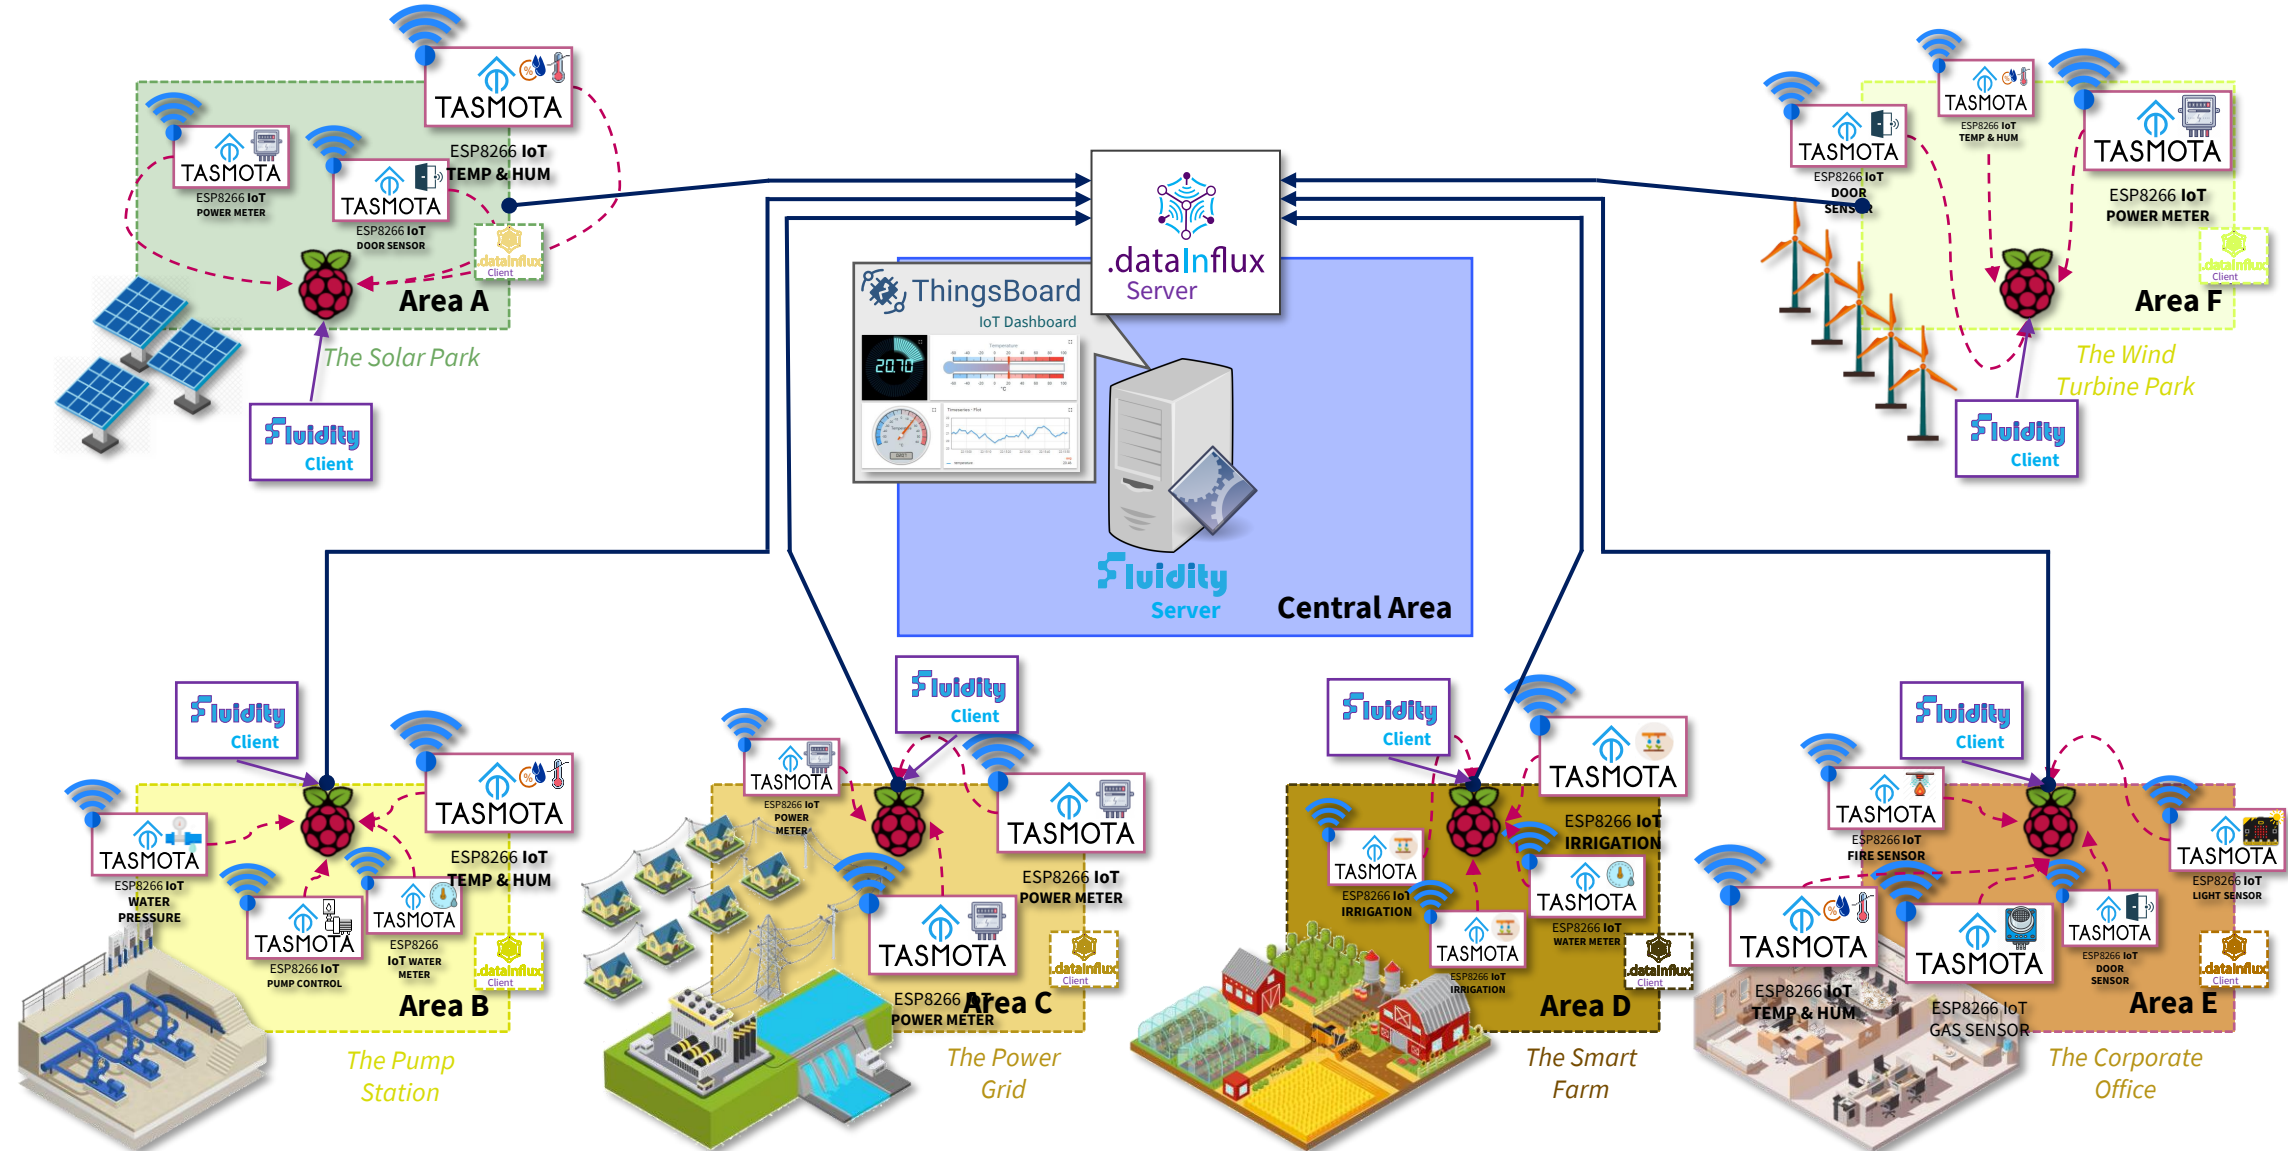 TASMOTA
ESP8266 IoT
TEMP & HUM
TASMOTA
ESP8266 IoT
POWER METER
TASMOTA
ESP8266 IoT
DOOR SENSOR
.dataInflux
Client
Area A
The Solar Park
Fluidity
Client
.dataInflux
Server
ThingsBoard
IoT Dashboard
20.70
Temperature
°C
Timeseries - Flot
Fluidity
Server
Central Area
TASMOTA
ESP8266 IoT
DOOR
SENSOR
TASMOTA
ESP8266 IoT
TEMP & HUM
TASMOTA
ESP8266 IoT
POWER METER
.dataInflux
Client
Area F
The Wind
Turbine Park
Fluidity
Client
Fluidity
Client
TASMOTA
ESP8266 IoT
WATER
PRESSURE
TASMOTA
ESP8266 IoT
PUMP CONTROL
TASMOTA
ESP8266
IoT WATER
METER
TASMOTA
ESP8266 IoT
TEMP & HUM
.dataInflux
Client
Area B
The Pump
Station
Fluidity
Client
TASMOTA
ESP8266 IoT
POWER
METER
TASMOTA
ESP8266 IoT
POWER METER
TASMOTA
ESP8266 IoT
POWER METER
.dataInflux
Client
Area C
The Power
Grid
Fluidity
Client
TASMOTA
ESP8266 IoT
IRRIGATION
TASMOTA
ESP8266 IoT
IRRIGATION
TASMOTA
ESP8266 IoT
IRRIGATION
TASMOTA
ESP8266 IoT
WATER METER
.dataInflux
Client
Area D
The Smart
Farm
Fluidity
Client
TASMOTA
ESP8266 IoT
FIRE SENSOR
TASMOTA
ESP8266 IoT
LIGHT SENSOR
TASMOTA
ESP8266 IoT
TEMP & HUM
TASMOTA
ESP8266 IoT
GAS SENSOR
TASMOTA
ESP8266 IoT
DOOR
SENSOR
.dataInflux
Client
Area E
The Corporate
Office